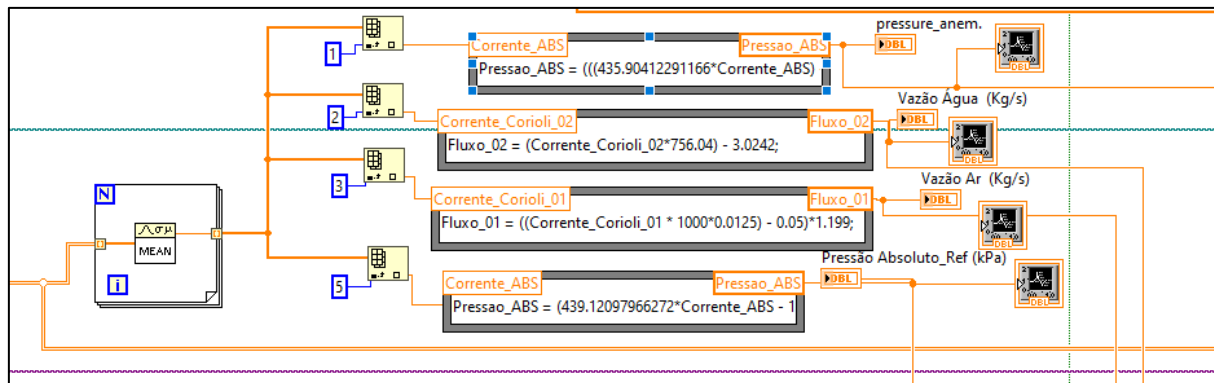 pressure_anem.
1
Corrente_ABS
Pressao_ABS
DBL
DBL
Pressao_ABS = (((435.90412291166*Corrente_ABS)
2
Vazão Água (Kg/s)
Corrente_Corioli_02
Fluxo_02
DBL
DBL
Fluxo_02 = (Corrente_Corioli_02*756.04) - 3.0242;
3
Vazão Ar (Kg/s)
Corrente_Corioli_01
Fluxo_01
DBL
DBL
Fluxo_01 = ((Corrente_Corioli_01 * 1000*0.0125) - 0.05)*1.199;
N
MEAN
i
5
Pressão Absoluto_Ref (kPa)
Corrente_ABS
Pressao_ABS
DBL
DBL
Pressao_ABS = (439.12097966272*Corrente_ABS - 1